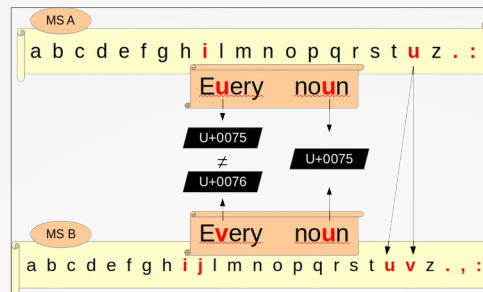 MS A
a b c d e f g h i l m n o p q r s t u z . :
Euery noun
U+0075
≠
U+0075
U+0076
MS B
Every noun
a b c d e f g h i j l m n o p q r s t u v z . , :